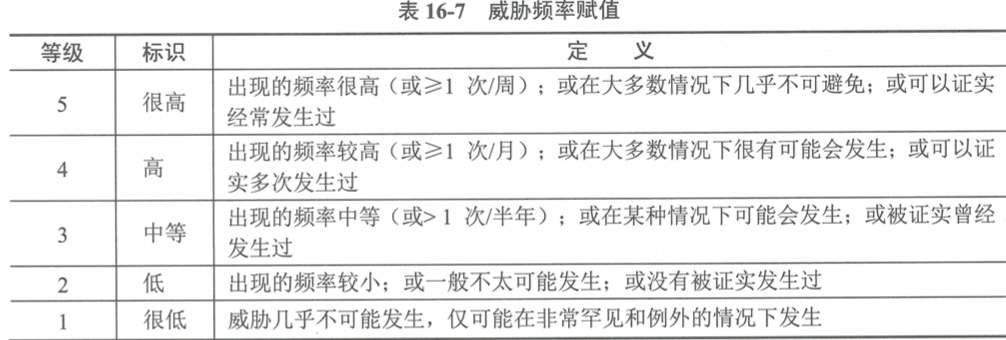 表 16-7 威胁频率赋值
等级 标识 定 义
5 很高 出现的频率很高（或≥1 次/周）；或在大多数情况下几乎不可避免；或可以证实
经常发生过
4 高 出现的频率较高（或≥1 次/月）；或在大多数情况下很有可能会发生；或可以证
实多次发生过
3 中等 出现的频率中等（或> 1 次/半年）；或在某种情况下可能会发生；或被证实曾经
发生过
2 低 出现的频率较小；或一般不太可能发生；或没有被证实发生过
1 很低 威胁几乎不可能发生，仅可能在非常罕见和例外的情况下发生